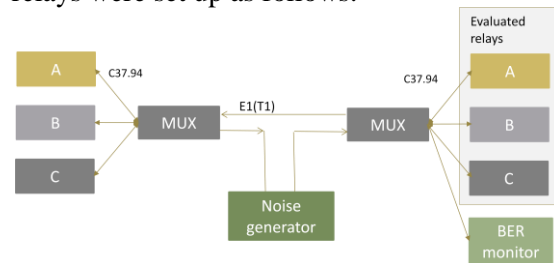 relays were set up as follows:
Evaluated
relays
A
C37.94
C37.94
A
E1(T1)
B
MUX
MUX
B
C
C
Noise
generator
BER
monitor